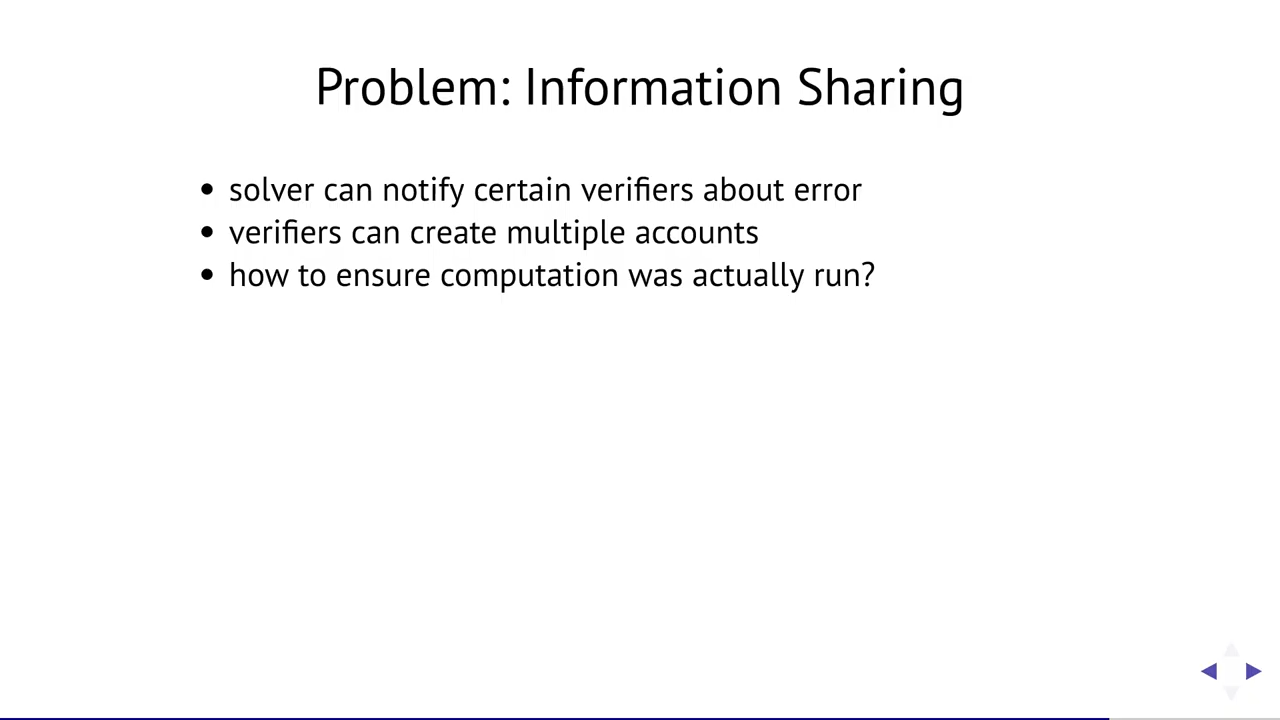 Problem: Information Sharing
• solver can notify certain verifiers about error
• verifiers can create multiple accounts
• how to ensure computation was actually run?